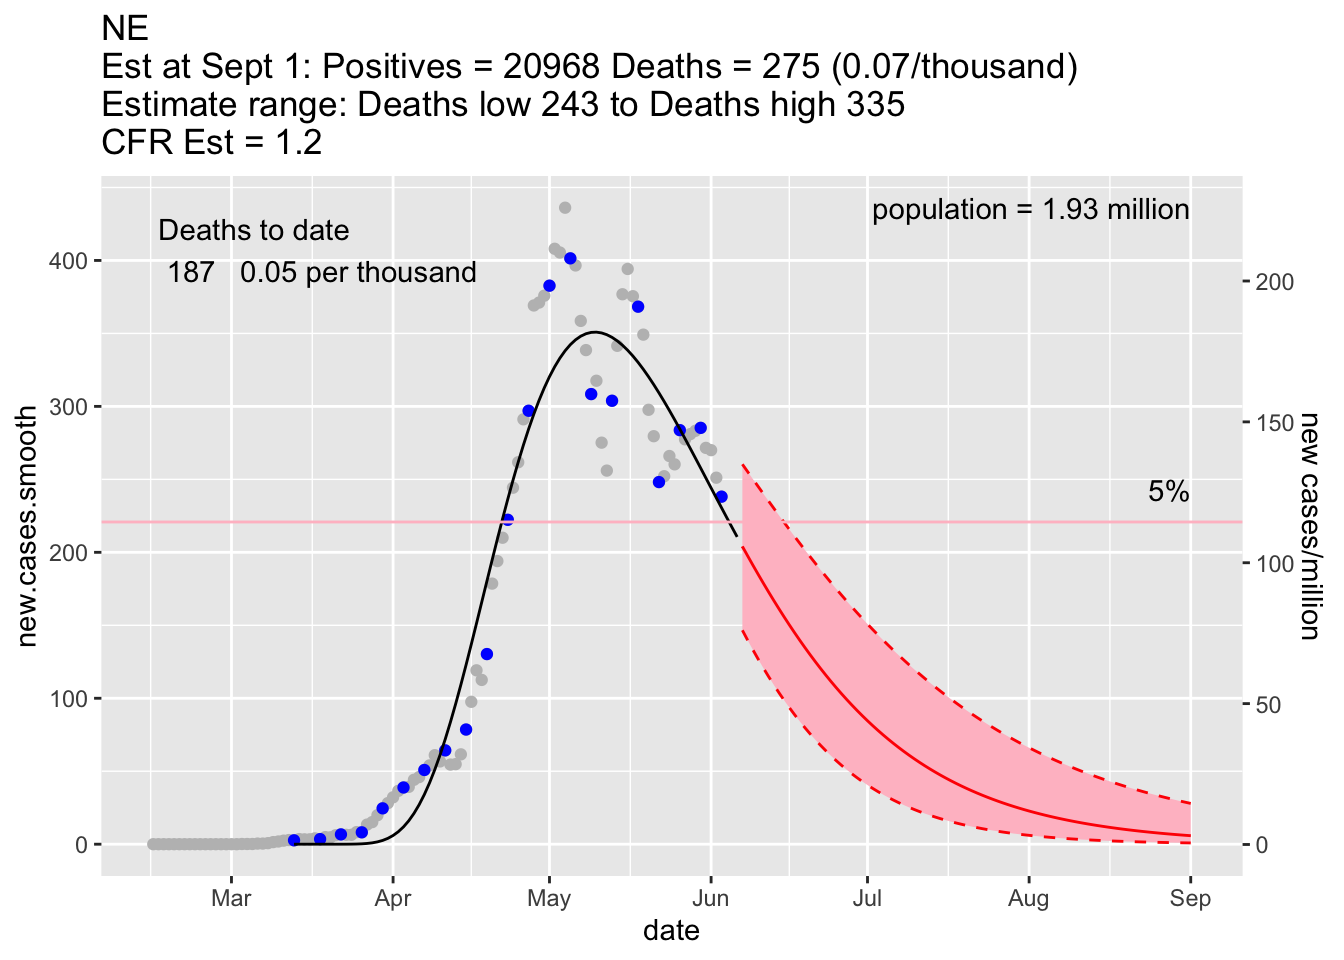 NE
Est at Sept 1: Positives = 20968 Deaths = 275 (0.07/thousand)
Estimate range: Deaths low 243 to Deaths high 335
CFR Est = 1.2
Deaths to date
187 0.05 per thousand
population = 1.93 million
5%
new.cases.smooth
400
300
200
100
0
200
150
100
50
0
new cases/million
Mar Apr May Jun Jul Aug Sep
date